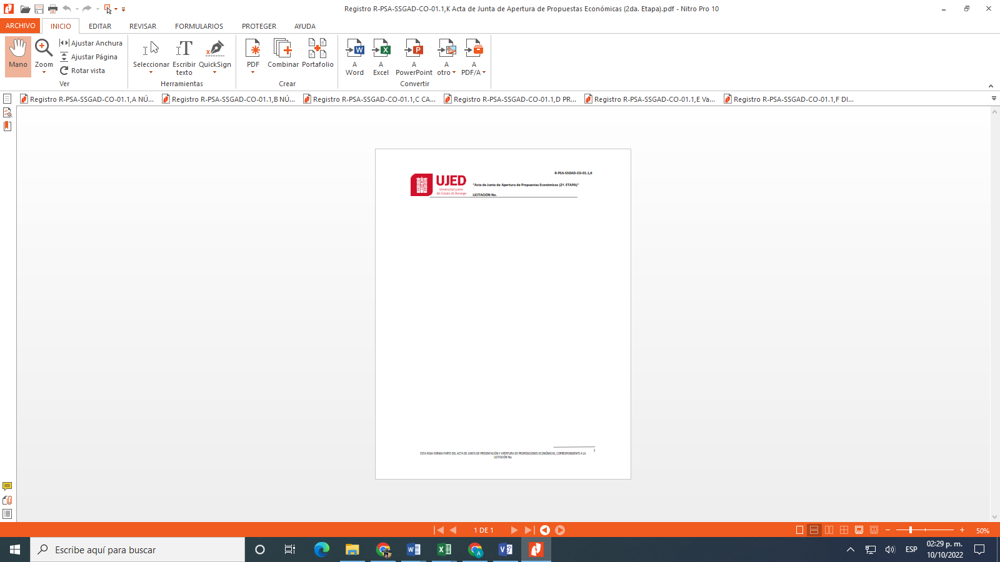 Registro R-PSA-SSGAD-CO-01.1,K Acta de Junta de Apertura de Propuestas Económicas (2da. Etapa).pdf - Nitro Pro 10
ARCHIVO INICIO EDITAR REVISAR FORMULARIOS PROTEGER AYUDA
Mano
Zoom
Ajustar Anchura
Ajustar Página
Rotar vista
Ver
Seleccionar
Escribir
texto
QuickSign
Herramientas
PDF
Combinar
Portafolio
Crear
A
Word
A
Excel
A
PowerPoint
A
otro
A
PDF/A
Convertir
Registro R-PSA-SSGAD-CO-01.1,A NÚ...
Registro R-PSA-SSGAD-CO-01.1,B NÚ...
Registro R-PSA-SSGAD-CO-01.1,C CA...
Registro R-PSA-SSGAD-CO-01.1,D PR...
Registro R-PSA-SSGAD-CO-01.1,E Va...
Registro R-PSA-SSGAD-CO-01.1,F DI...
R-PSA-SSGAD-CO-01.1,K
UJED
Universidad Juárez
del Estado de Durango
"Acta de Junta de Apertura de Propuestas Económicas (2ª. ETAPA)"
LICITACIÓN No.
1
ESTA HOJA FORMA PARTE DEL ACTA DE JUNTA DE PRESENTACIÓN Y APERTURA DE PROPOSICIONES ECONÓMICAS, CORRESPONDIENTE A LA
LICITACIÓN No.
1 DE 1
50%
Escribe aquí para buscar
ESP
02:29 p. m.
10/10/2022